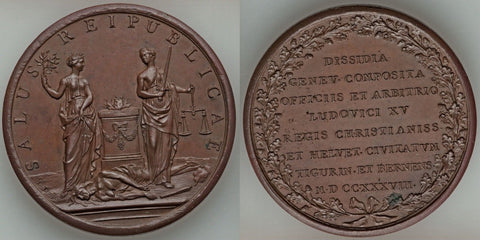 SALUS REIPUBLICAE
DISSIDIA
GENEV·COMPOSITA
OFFICIIS ET ARBITRIO
LUDOVICI XV
REGIS CHRISTIANISS
ET HELVET·CIVITATUM
TIGURIN·ET BERNENS
M·DCCXXXVIII·